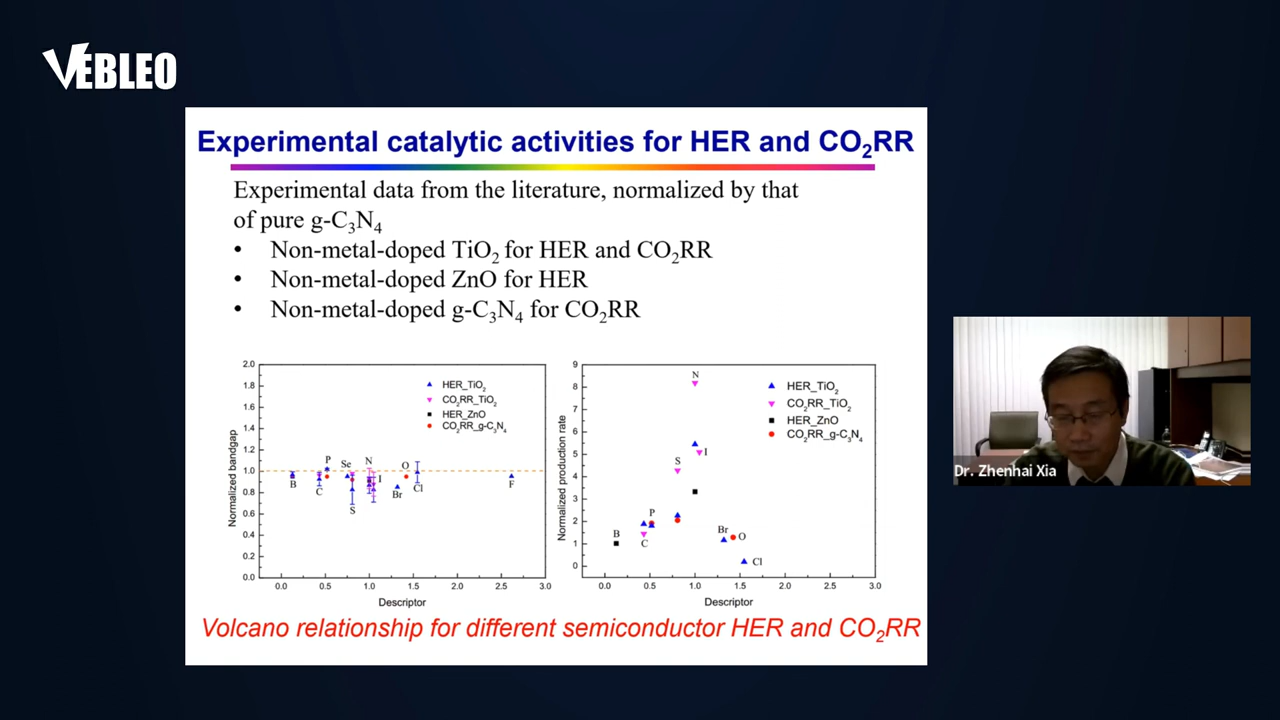 VEBLEO
Experimental catalytic activities for HER and CO₂RR
Experimental data from the literature, normalized by that
of pure g-C₃N₄
• Non-metal-doped TiO₂ for HER and CO₂RR
• Non-metal-doped ZnO for HER
• Non-metal-doped g-C₃N₄ for CO₂RR
Normalized bandgap
2.0
1.8
1.6
1.4
1.2
1.0
0.8
0.6
0.4
0.2
0.0
HER_TiO₂
CO₂RR_TiO₂
HER_ZnO
CO₂RR_g-C₃N₄
B
C
P
Se
S
N
I
Br
O
Cl
F
0.0 0.5 1.0 1.5 2.0 2.5 3.0
Descriptor
Normalized production rate
9
8
7
6
5
4
3
2
1
0
HER_TiO₂
CO₂RR_TiO₂
HER_ZnO
CO₂RR_g-C₃N₄
N
I
S
P
B
C
Br
O
Cl
0.0 0.5 1.0 1.5 2.0 2.5 3.0
Descriptor
Volcano relationship for different semiconductor HER and CO₂RR
Dr. Zhenhai Xia